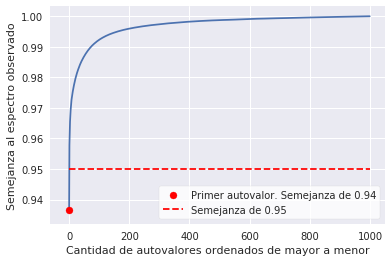 1.00
0.99
0.98
0.97
0.96
0.95
0.94
Semejanza al espectro observado
Primer autovalor. Semejanza de 0.94
Semejanza de 0.95
0 200 400 600 800 1000
Cantidad de autovalores ordenados de mayor a menor